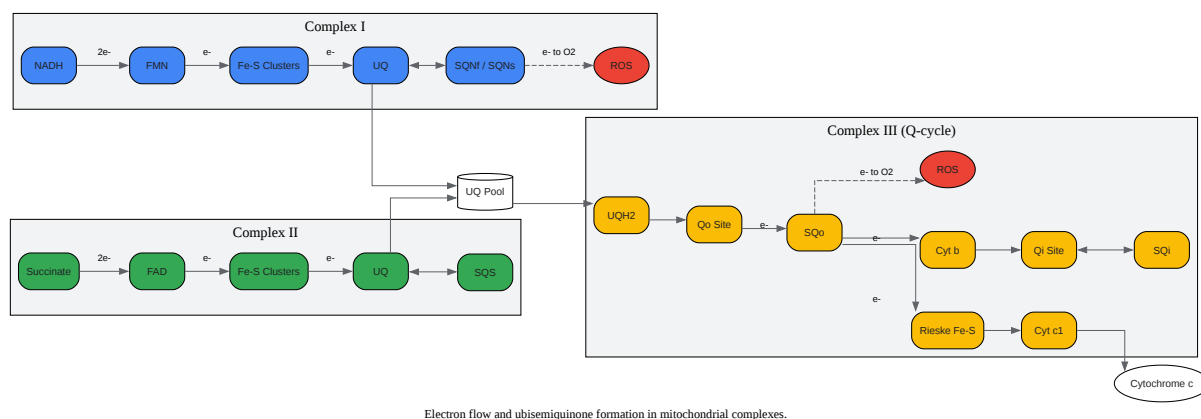 Complex I
NADH
2e-
FMN
e-
Fe-S Clusters
e-
UQ
SQNf / SQNs
e- to O2
ROS
UQ Pool
Complex II
Succinate
2e-
FAD
e-
Fe-S Clusters
e-
UQ
SQS
Complex III (Q-cycle)
e- to O2
ROS
UQH2
Qo Site
e-
SQo
e-
Cyt b
Qi Site
SQi
e-
Rieske Fe-S
Cyt c1
Cytochrome c
Electron flow and ubisemiquinone formation in mitochondrial complexes.